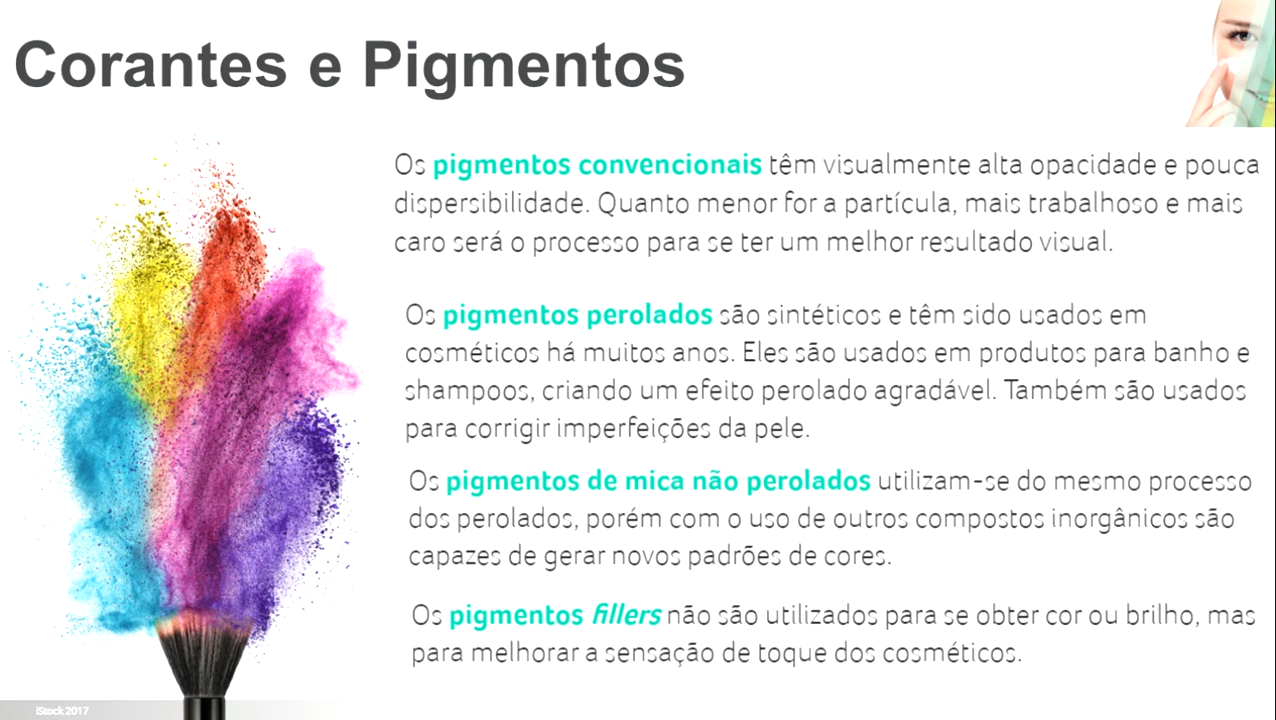 Corantes e Pigmentos
Os pigmentos convencionais têm visualmente alta opacidade e pouca
dispersibilidade. Quanto menor for a partícula, mais trabalhoso e mais
caro será o processo para se ter um melhor resultado visual.
Os pigmentos perolados são sintéticos e têm sido usados em
cosméticos há muitos anos. Eles são usados em produtos para banho e
shampoos, criando um efeito perolado agradável. Também são usados
para corrigir imperfeições da pele.
Os pigmentos de mica não perolados utilizam-se do mesmo processo
dos perolados, porém com o uso de outros compostos inorgânicos são
capazes de gerar novos padrões de cores.
Os pigmentos fillers não são utilizados para se obter cor ou brilho, mas
para melhorar a sensação de toque dos cosméticos.
iStock 2017